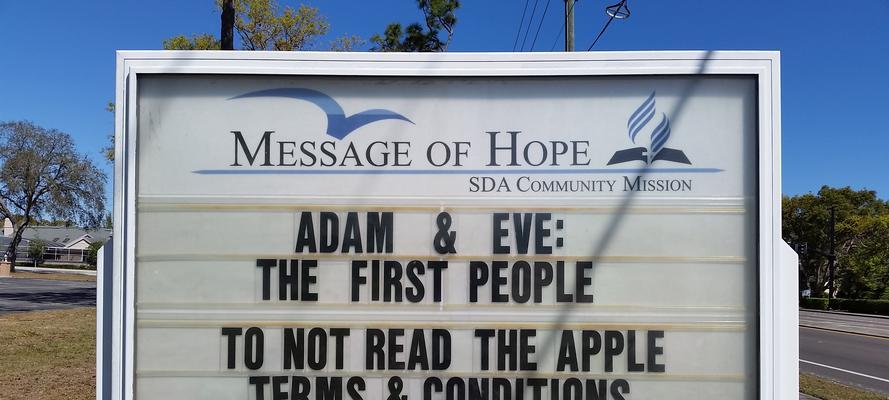 MESSAGE OF HOPE
SDA COMMUNITY MISSION
ADAM & EVE:
THE FIRST PEOPLE
TO NOT READ THE APPLE
TERMS & CONDITIONS